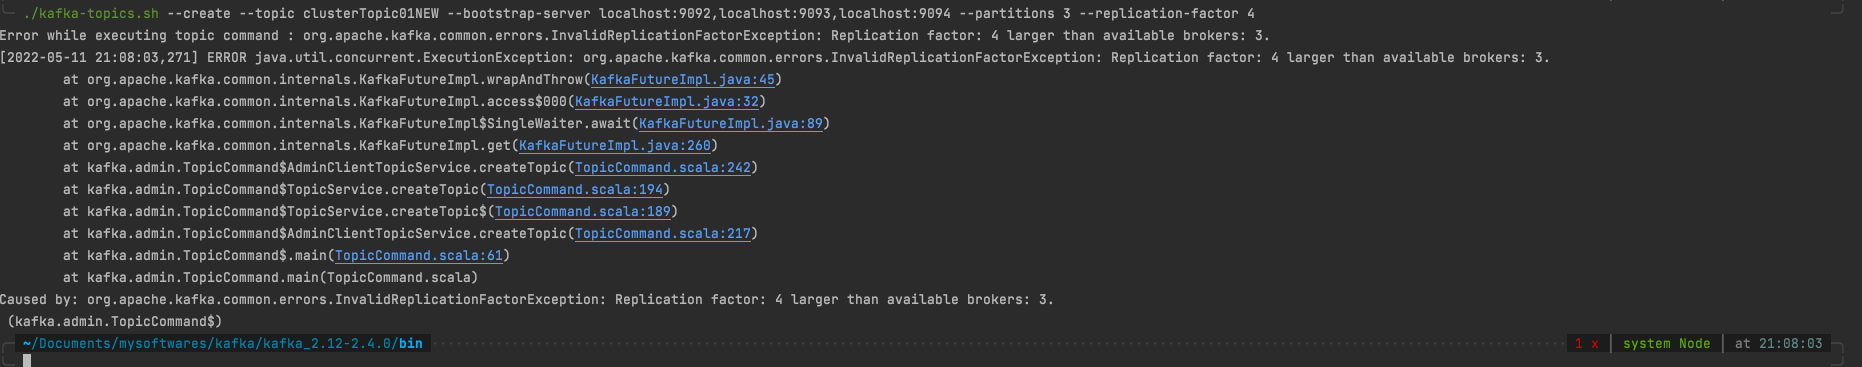 ./kafka-topics.sh --create --topic clusterTopic01NEW --bootstrap-server localhost:9092,localhost:9093,localhost:9094 --partitions 3 --replication-factor 4
Error while executing topic command : org.apache.kafka.common.errors.InvalidReplicationFactorException: Replication factor: 4 larger than available brokers: 3.
[2022-05-11 21:08:03,271] ERROR java.util.concurrent.ExecutionException: org.apache.kafka.common.errors.InvalidReplicationFactorException: Replication factor: 4 larger than available brokers: 3.
at org.apache.kafka.common.internals.KafkaFutureImpl.wrapAndThrow(KafkaFutureImpl.java:45)
at org.apache.kafka.common.internals.KafkaFutureImpl.access$000(KafkaFutureImpl.java:32)
at org.apache.kafka.common.internals.KafkaFutureImpl$SingleWaiter.await(KafkaFutureImpl.java:89)
at org.apache.kafka.common.internals.KafkaFutureImpl.get(KafkaFutureImpl.java:260)
at kafka.admin.TopicCommand$AdminClientTopicService.createTopic(TopicCommand.scala:242)
at kafka.admin.TopicCommand$TopicService.createTopic(TopicCommand.scala:194)
at kafka.admin.TopicCommand$TopicService.createTopic$(TopicCommand.scala:189)
at kafka.admin.TopicCommand$AdminClientTopicService.createTopic(TopicCommand.scala:217)
at kafka.admin.TopicCommand$.main(TopicCommand.scala:61)
at kafka.admin.TopicCommand.main(TopicCommand.scala)
Caused by: org.apache.kafka.common.errors.InvalidReplicationFactorException: Replication factor: 4 larger than available brokers: 3.
(kafka.admin.TopicCommand$)
~/Documents/mysoftwares/kafka/kafka_2.12-2.4.0/bin 1 x | system Node | at 21:08:03